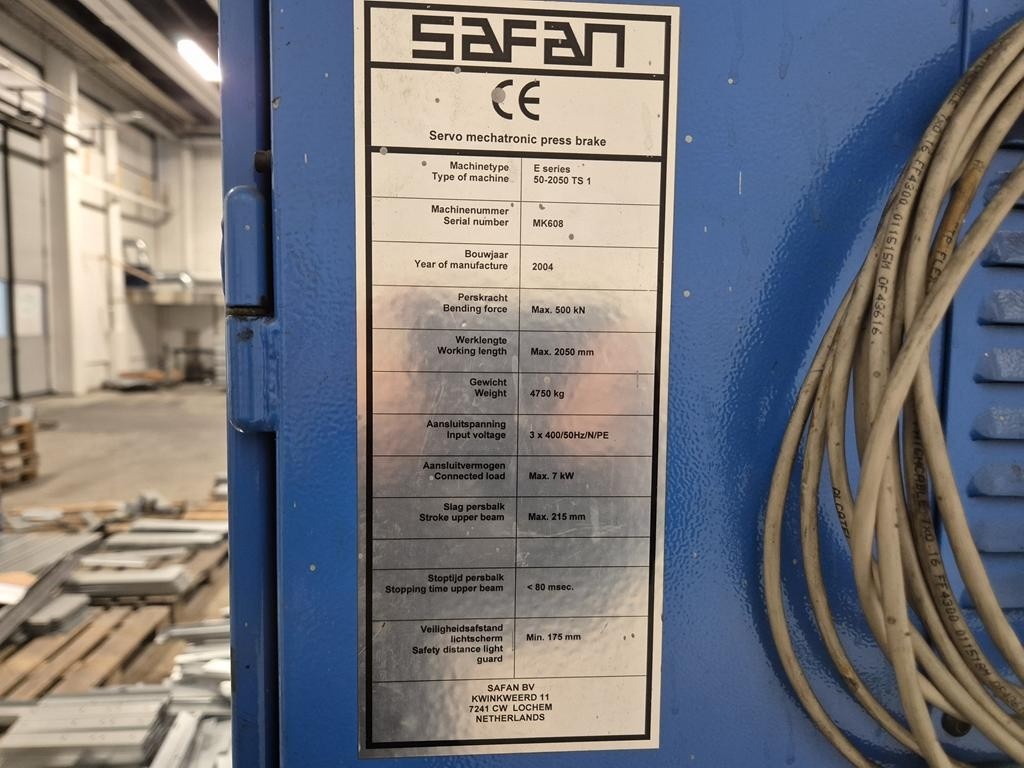 SAFAN
CE
Servo mechatronic press brake
Machinetype
Type of machine
E series
50-2050 TS 1
Machinenummer
Serial number
MK608
Bouwjaar
Year of manufacture
2004
Perskracht
Bending force
Max. 500 kN
Werklengte
Working length
Max. 2050 mm
Gewicht
Weight
4750 kg
Aansluitspanning
Input voltage
3 x 400/50Hz/N/PE
Aansluitvermogen
Connected load
Max. 7 kW
Slag persbalk
Stroke upper beam
Max. 215 mm
Stoptijd persbalk
Stopping time upper beam
< 80 msec.
Veiligheidsafstand
lichtscherm
Safety distance light
guard
Min. 175 mm
SAFAN BV
KWINKWEERD 11
7241 CW LOCHEM
NETHERLANDS